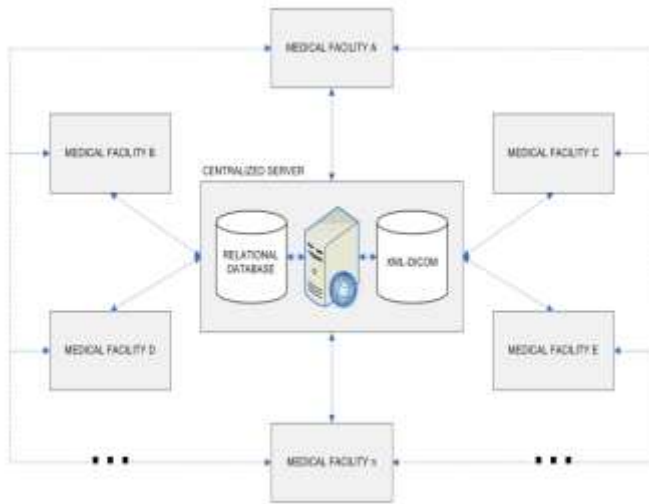 MEDICAL FACILITY A
MEDICAL FACILITY B
MEDICAL FACILITY C
CENTRALIZED SERVER
RELATIONAL
DATABASE
XML-DICOM
MEDICAL FACILITY D
MEDICAL FACILITY E
...
...
MEDICAL FACILITY n